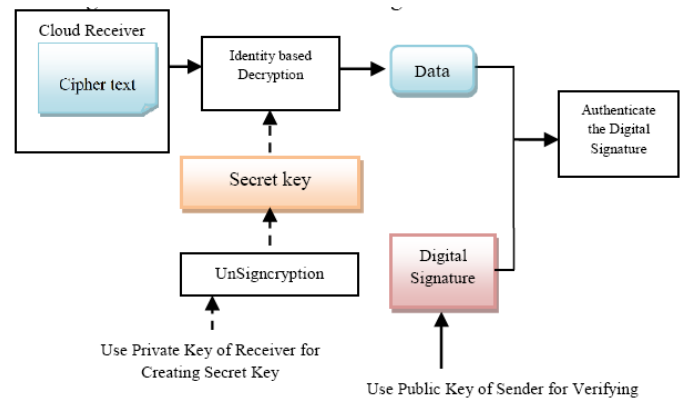 Cloud Receiver
Cipher text
Identity based
Decryption
Data
Authenticate
the Digital
Signature
Secret key
UnSigncryption
Digital
Signature
Use Private Key of Receiver for
Creating Secret Key
Use Public Key of Sender for Verifying